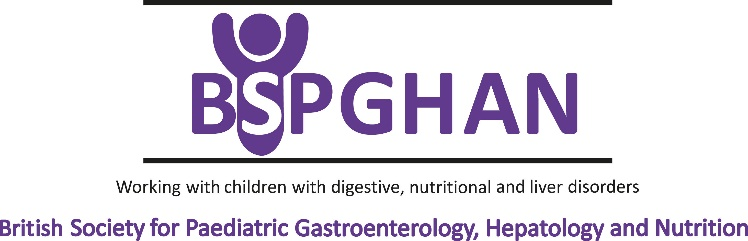 BSPGHAN
Working with children with digestive, nutritional and liver disorders
British Society for Paediatric Gastroenterology, Hepatology and Nutrition